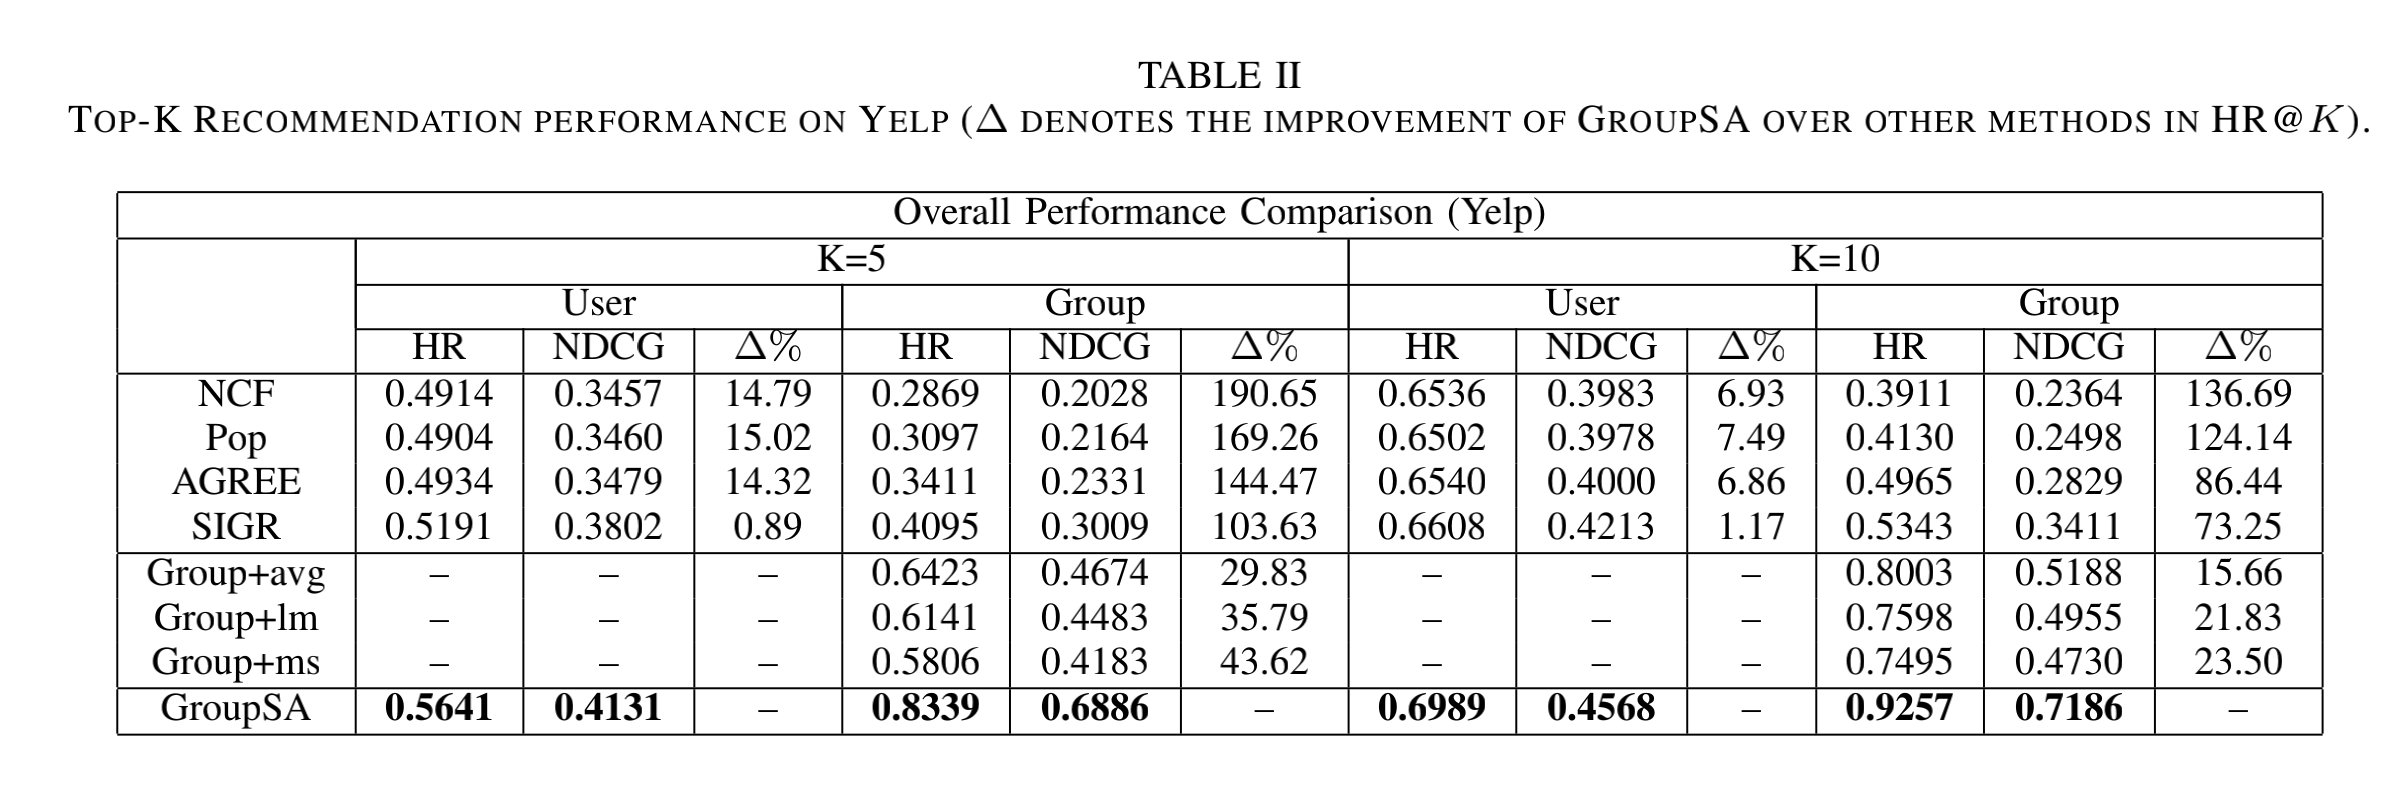 TABLE II
TOP-K RECOMMENDATION PERFORMANCE ON YELP (Δ DENOTES THE IMPROVEMENT OF GROUPSA OVER OTHER METHODS IN HR@K).
Overall Performance Comparison (Yelp)
K=5 K=10
User Group User Group
HR NDCG Δ% HR NDCG Δ% HR NDCG Δ% HR NDCG Δ%
NCF 0.4914 0.3457 14.79 0.2869 0.2028 190.65 0.6536 0.3983 6.93 0.3911 0.2364 136.69
Pop 0.4904 0.3460 15.02 0.3097 0.2164 169.26 0.6502 0.3978 7.49 0.4130 0.2498 124.14
AGREE 0.4934 0.3479 14.32 0.3411 0.2331 144.47 0.6540 0.4000 6.86 0.4965 0.2829 86.44
SIGR 0.5191 0.3802 0.89 0.4095 0.3009 103.63 0.6608 0.4213 1.17 0.5343 0.3411 73.25
Group+avg – – – 0.6423 0.4674 29.83 – – – 0.8003 0.5188 15.66
Group+lm – – – 0.6141 0.4483 35.79 – – – 0.7598 0.4955 21.83
Group+ms – – – 0.5806 0.4183 43.62 – – – 0.7495 0.4730 23.50
GroupSA 0.5641 0.4131 – 0.8339 0.6886 – 0.6989 0.4568 – 0.9257 0.7186 –